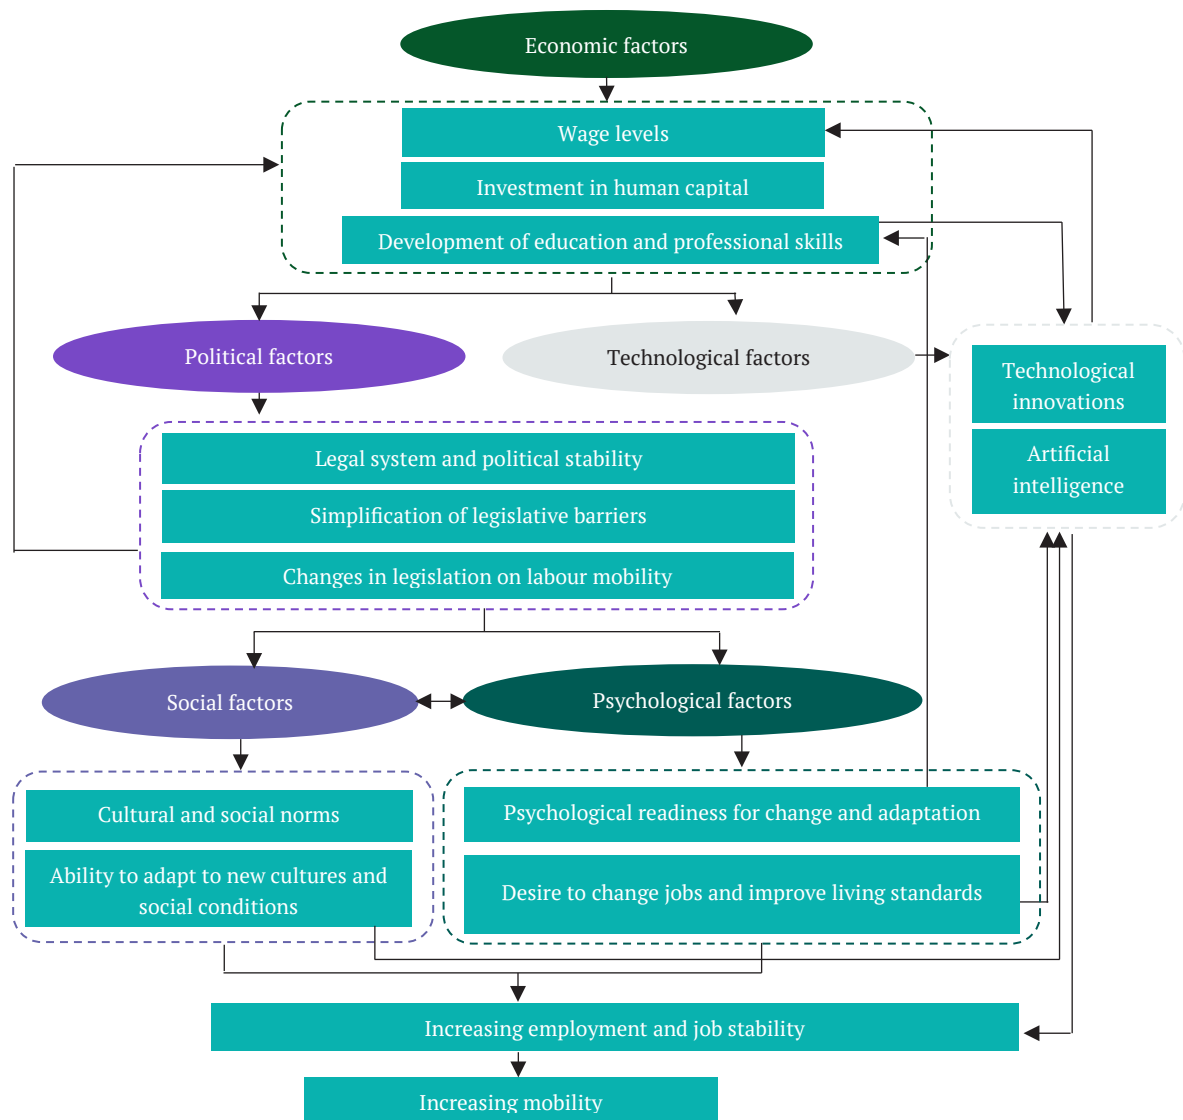 Economic factors
Wage levels
Investment in human capital
Development of education and professional skills
Political factors
Technological factors
Technological
innovations
Artificial
intelligence
Legal system and political stability
Simplification of legislative barriers
Changes in legislation on labour mobility
Social factors
Psychological factors
Cultural and social norms
Ability to adapt to new cultures and
social conditions
Psychological readiness for change and adaptation
Desire to change jobs and improve living standards
Increasing employment and job stability
Increasing mobility